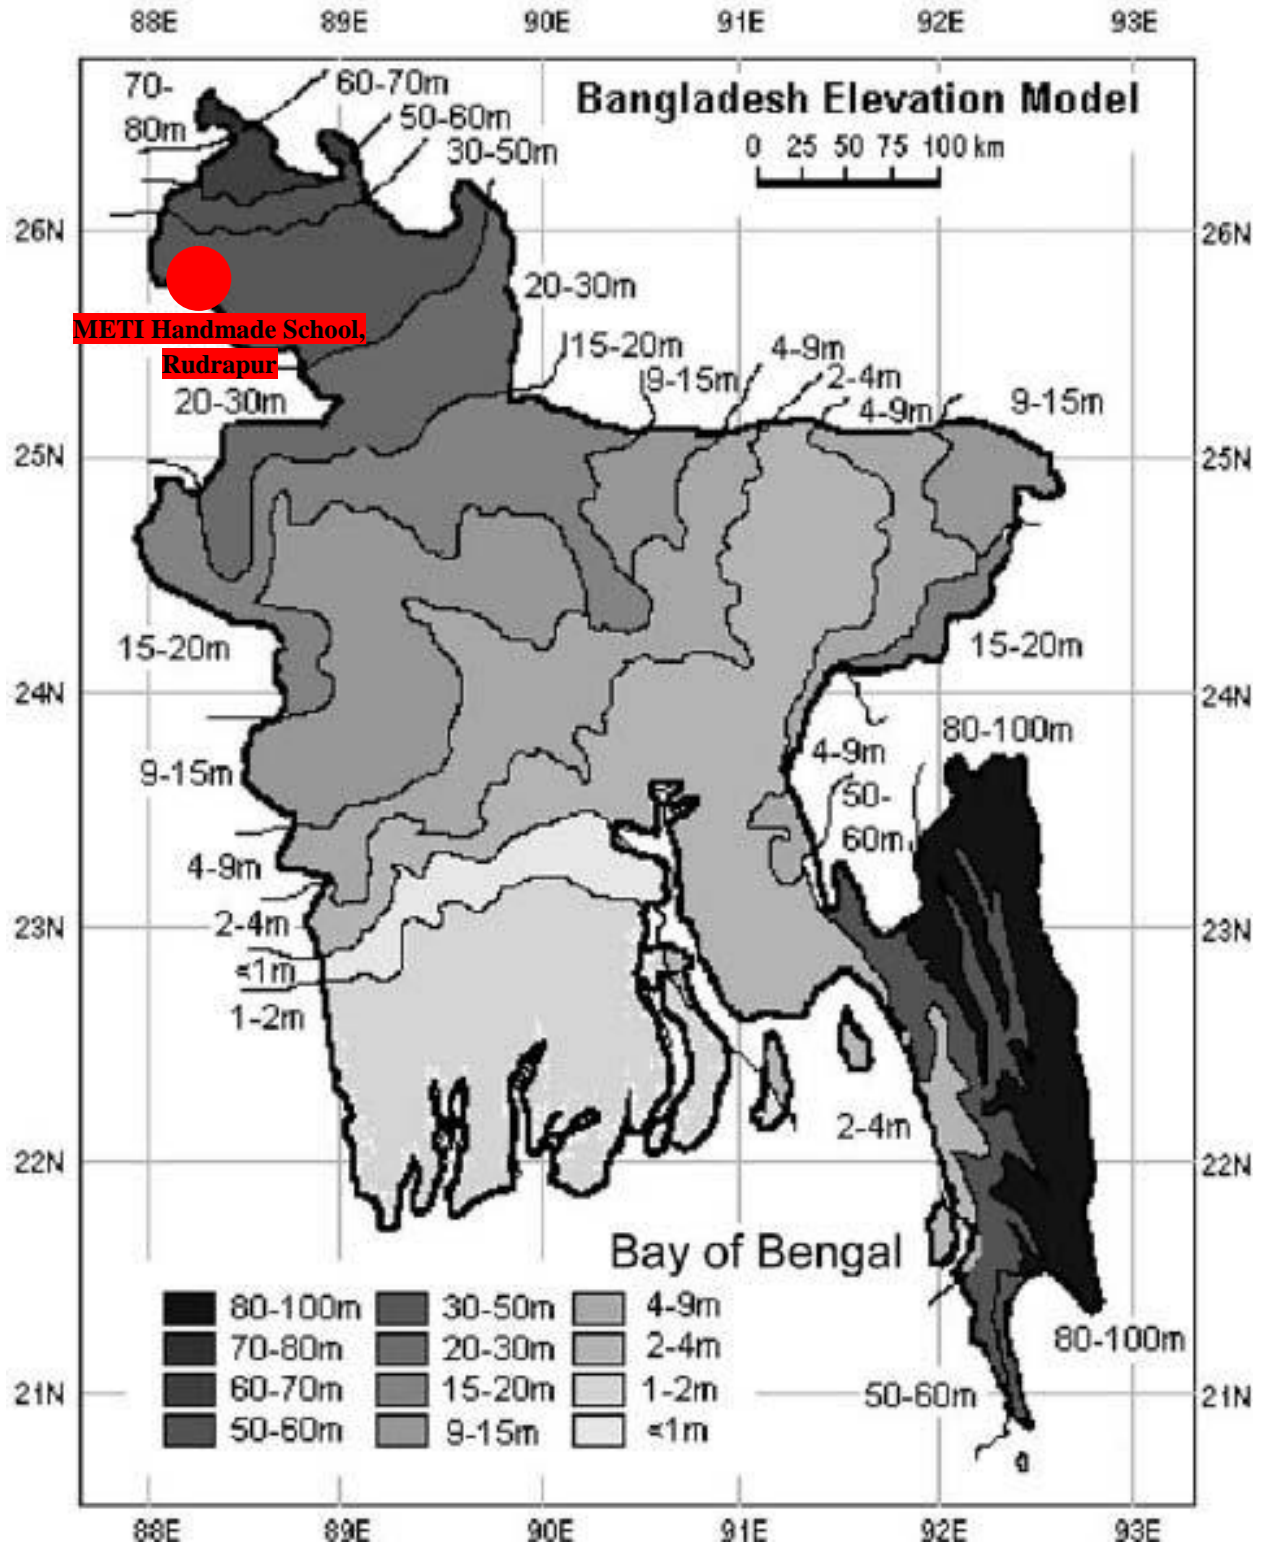 88E 89E 90E 91E 92E 93E
Bangladesh Elevation Model
0 25 50 75 100 km
70-
80m
60-70m
50-60m
30-50m
26N 26N
METI Handmade School,
Rudrapur
20-30m
20-30m
15-20m
9-15m
4-9m
2-4m
4-9m
9-15m
25N 25N
15-20m
15-20m
24N 24N
80-100m
9-15m
4-9m
50-
60m
4-9m
2-4m
23N 23N
<1m
1-2m
2-4m
22N 22N
Bay of Bengal
80-100m 30-50m 4-9m
70-80m 20-30m 2-4m
60-70m 15-20m 1-2m
50-60m 9-15m <1m
80-100m
50-60m
21N 21N
88E 89E 90E 91E 92E 93E